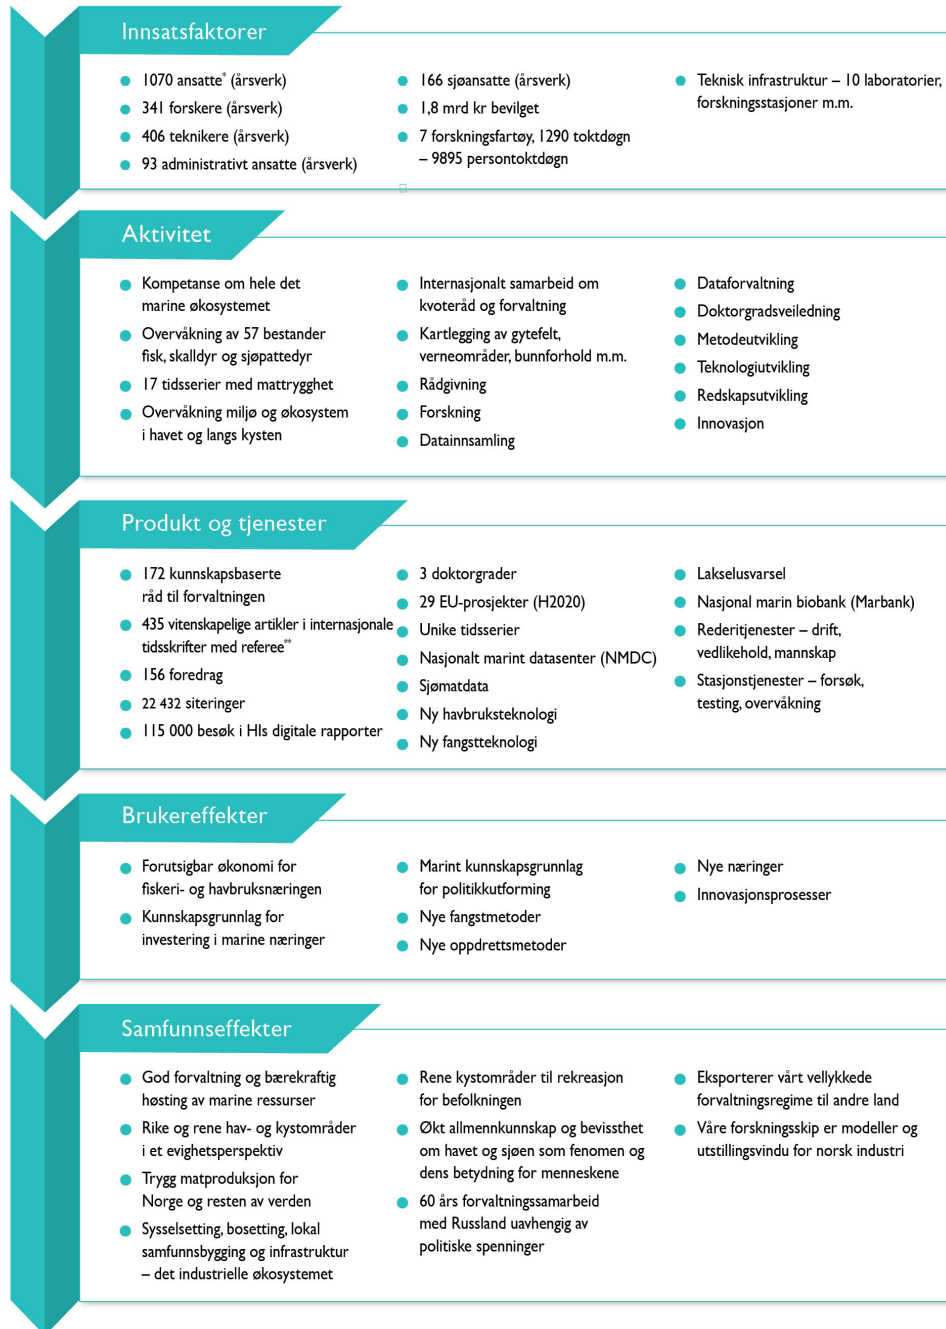 Innsatsfaktorer
1070 ansatte* (årsverk)
341 forskere (årsverk)
406 teknikere (årsverk)
93 administrativt ansatte (årsverk)
166 sjøansatte (årsverk)
1,8 mrd kr bevilget
7 forskningsfartøy, 1290 toktdøgn
– 9895 persontoktdøgn
Teknisk infrastruktur – 10 laboratorier,
forskningsstasjoner m.m.
Aktivitet
Kompetanse om hele det
marine økosystemet
Overvåkning av 57 bestander
fisk, skalldyr og sjøpattedyr
17 tidsserier med mattrygghet
Overvåkning miljø og økosystem
i havet og langs kysten
Internasjonalt samarbeid om
kvoteråd og forvaltning
Kartlegging av gytefelt,
verneområder, bunnforhold m.m.
Rådgivning
Forskning
Datainnsamling
Dataforvaltning
Doktorgradsveiledning
Metodeutvikling
Teknologiutvikling
Redskapsutvikling
Innovasjon
Produkt og tjenester
172 kunnskapsbaserte
råd til forvaltningen
435 vitenskapelige artikler i internasjonale
tidsskrifter med referee**
156 foredrag
22 432 siteringer
115 000 besøk i HIs digitale rapporter
3 doktorgrader
29 EU-prosjekter (H2020)
Unike tidsserier
Nasjonalt marint datasenter (NMDC)
Sjømatdata
Ny havbruksteknologi
Ny fangstteknologi
Lakselusvarsel
Nasjonal marin biobank (Marbank)
Rederitjenester – drift,
vedlikehold, mannskap
Stasjonstjenester – forsøk,
testing, overvåkning
Brukereffekter
Forutsigbar økonomi for
fiskeri- og havbruksnæringen
Kunnskapsgrunnlag for
investering i marine næringer
Marint kunnskapsgrunnlag
for politikkutforming
Nye fangstmetoder
Nye oppdrettsmetoder
Nye næringer
Innovasjonsprosesser
Samfunnseffekter
God forvaltning og bærekraftig
høsting av marine ressurser
Rike og rene hav- og kystområder
i et evighetsperspektiv
Trygg matproduksjon for
Norge og resten av verden
Sysselsetting, bosetting, lokal
samfunnsbygging og infrastruktur
– det industrielle økosystemet
Rene kystområder til rekreasjon
for befolkningen
Økt allmennkunnskap og bevissthet
om havet og sjøen som fenomen og
dens betydning for menneskene
60 års forvaltningssamarbeid
med Russland uavhengig av
politiske spenninger
Eksporterer vårt vellykkede
forvaltningsregime til andre land
Våre forskningsskip er modeller og
utstillingsvindu for norsk industri